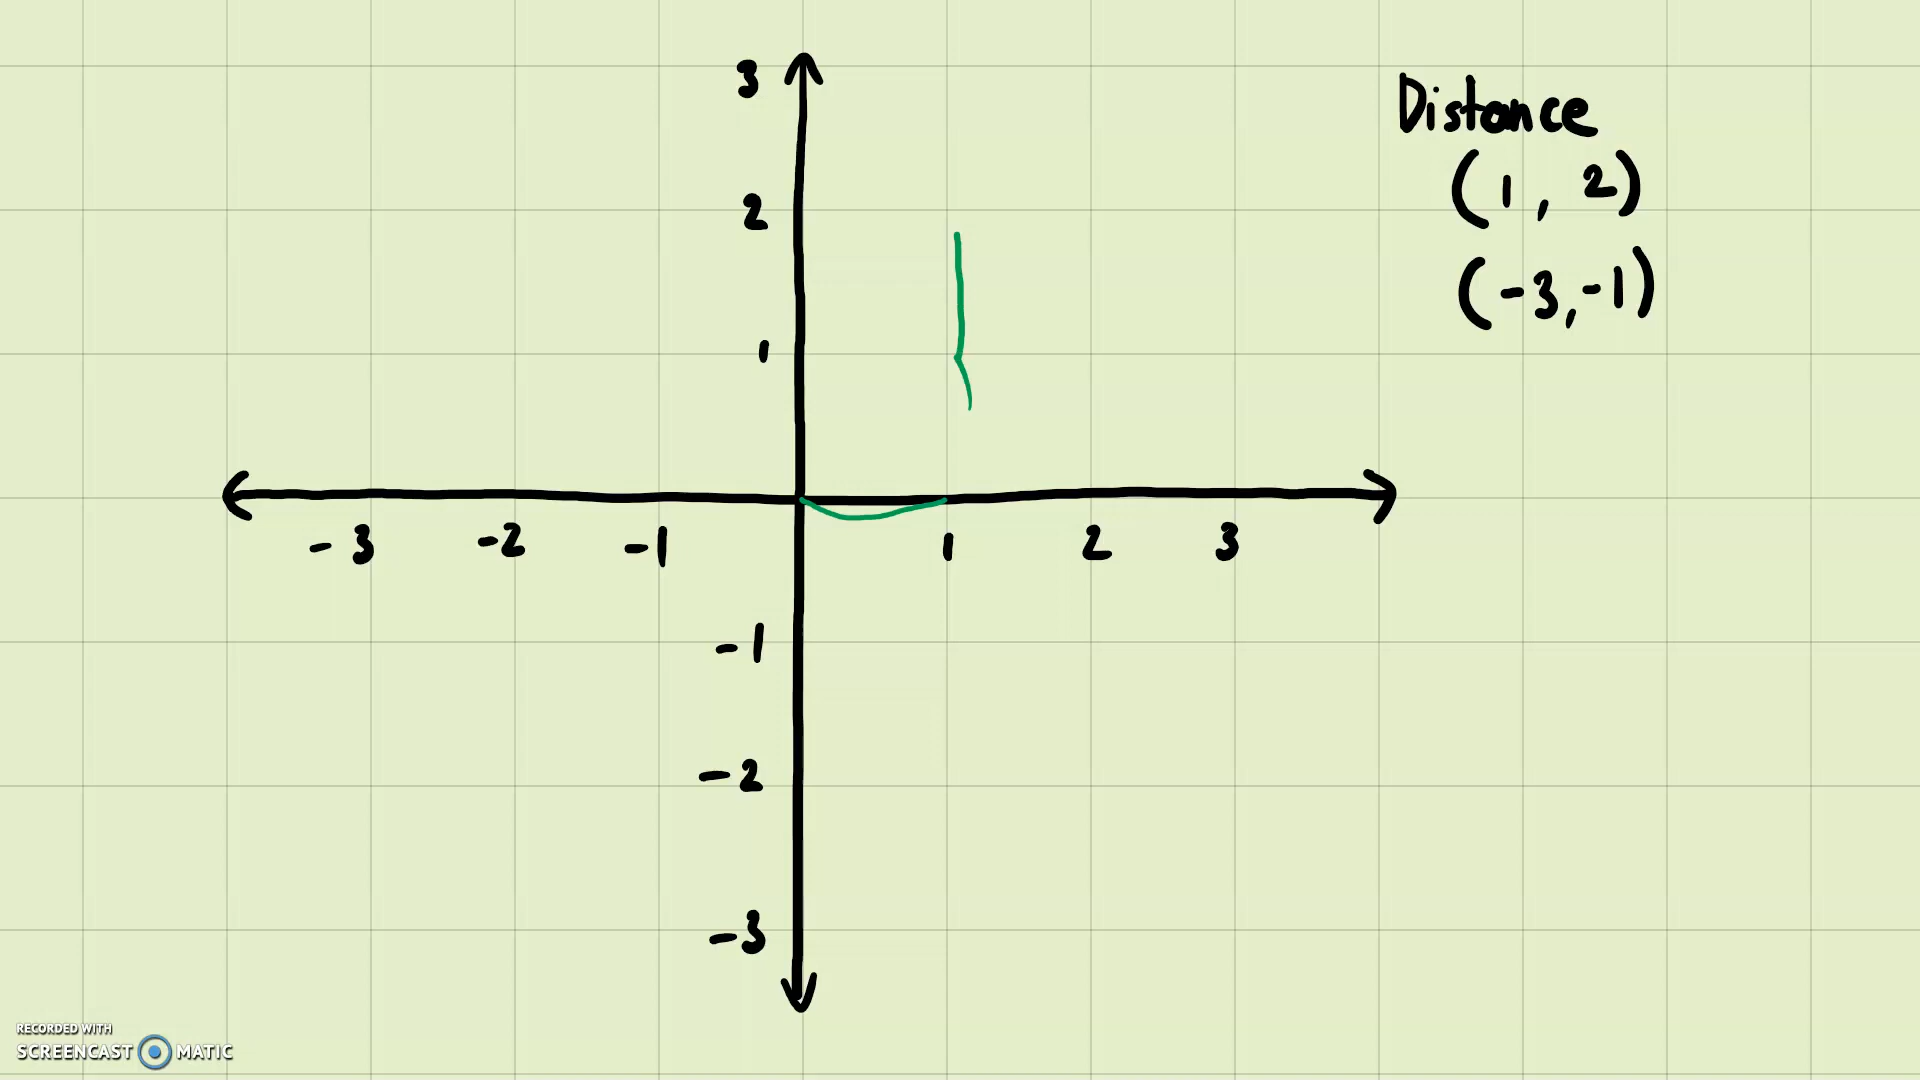 3
2
1
-3 -2 -1 1 2 3
-1
-2
-3
Distance
(1, 2)
(-3,-1)
RECORDED WITH
SCREENCAST MATIC